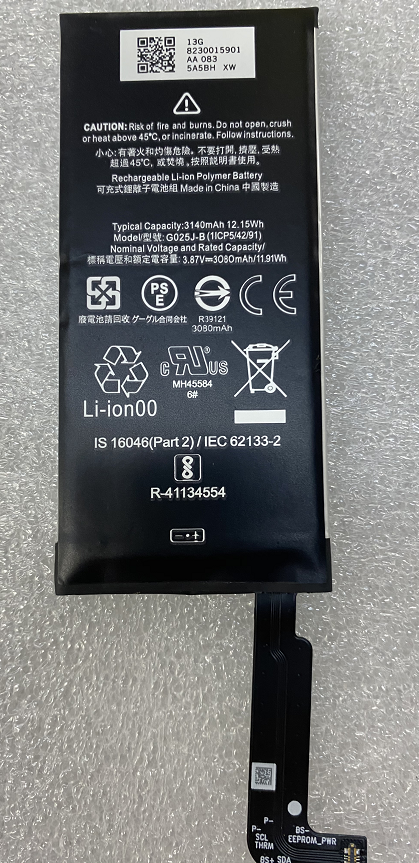 13G
8230015901
AA 083
5A5BH XW
CAUTION: Risk of fire and burns. Do not open, crush
or heat above 45°C, or incinerate. Follow instructions.
小心: 有著火和灼傷危險。不要打開, 擠壓, 受熱
超過45°C, 或焚燒。按照說明書使用。
Rechargeable Li-ion Polymer Battery
可充式鋰離子電池組 Made in China 中國製造
Typical Capacity: 3140mAh 12.15Wh
Model/型號: G025J-B (1ICP5/42/91)
Nominal Voltage and Rated Capacity/
標稱電壓和額定電容量: 3.87V⎓3080mAh/11.91Wh
PS
E
CE
廢電池請回收 グーグル合同会社 R39121
3080mAh
c RU US
MH45584
6#
Li-ion00
IS 16046(Part 2) / IEC 62133-2
R-41134554
P-
P- BS-
SCL EEPROM_PWR
THRM
BS+ SDA